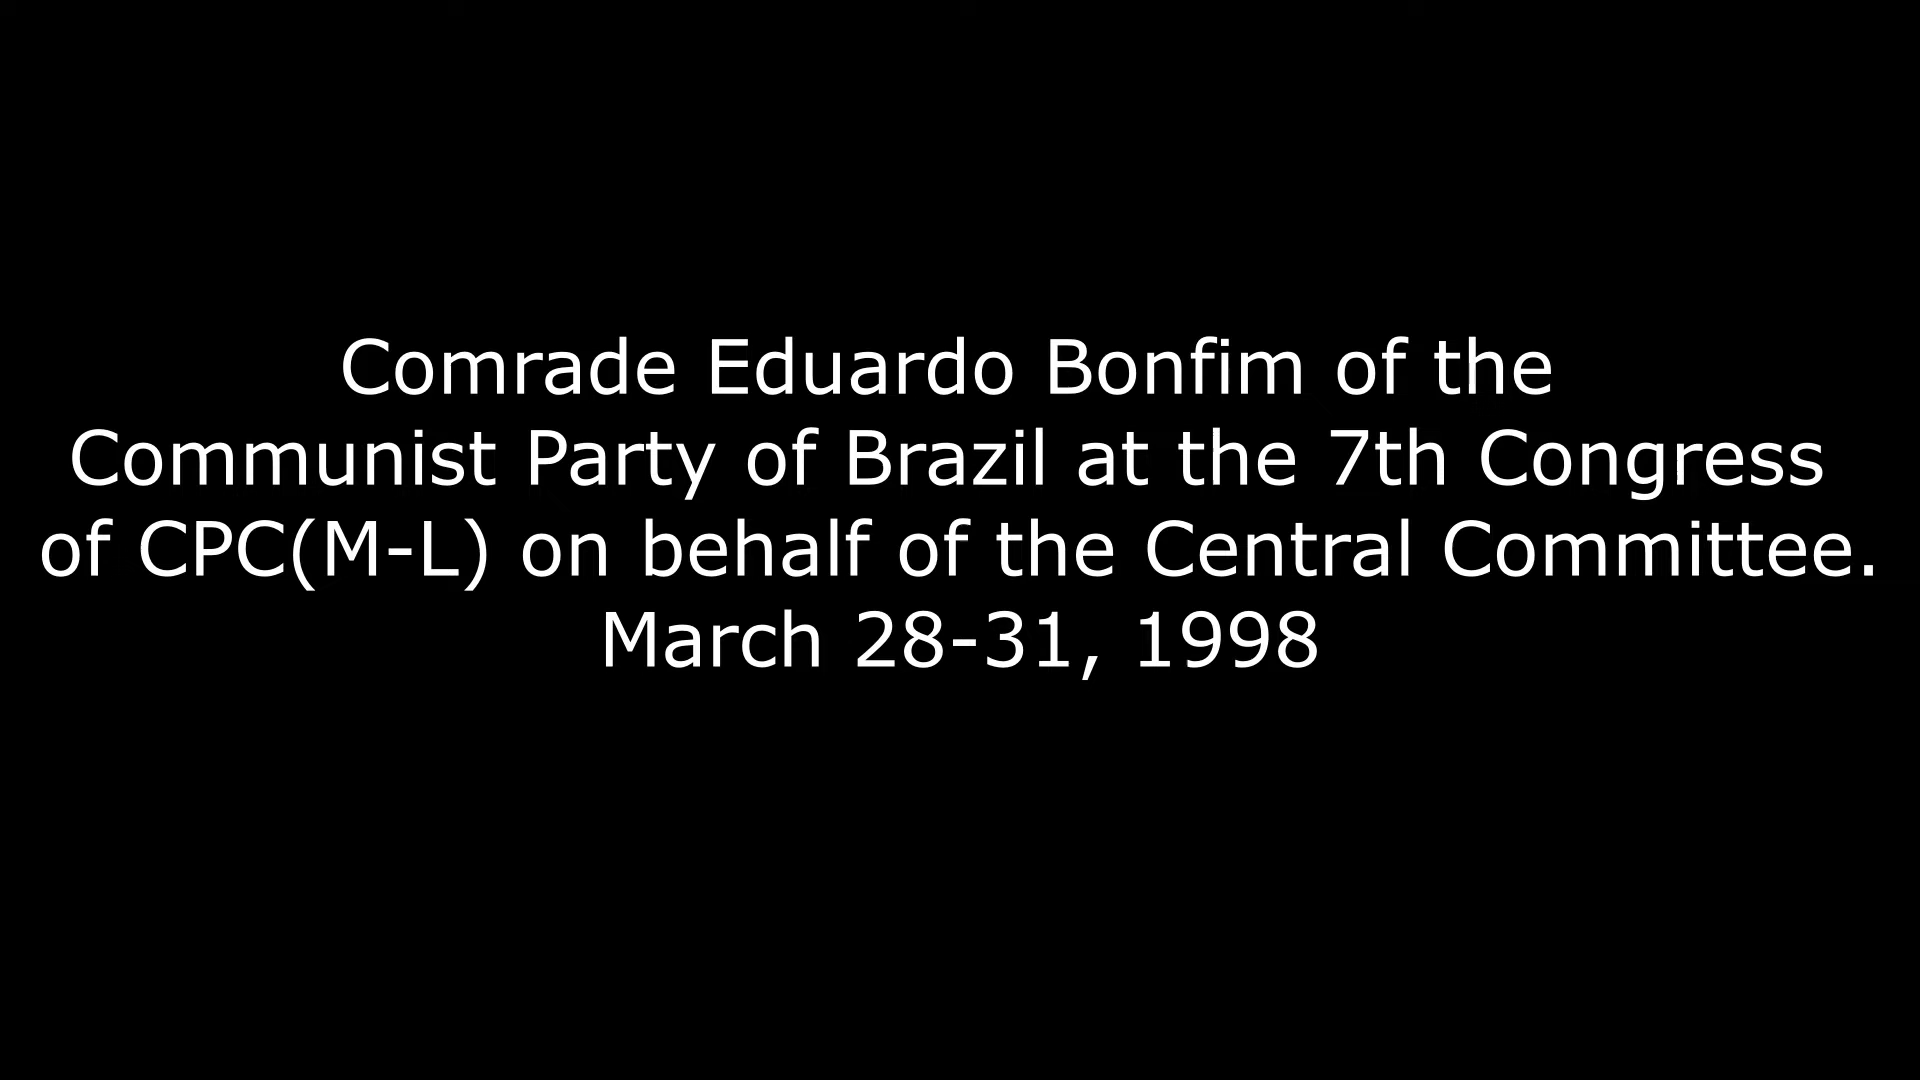 Comrade Eduardo Bonfim of the
Communist Party of Brazil at the 7th Congress
of CPC(M-L) on behalf of the Central Committee.
March 28-31, 1998